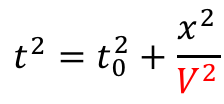 t² = t₀² + x²/V²